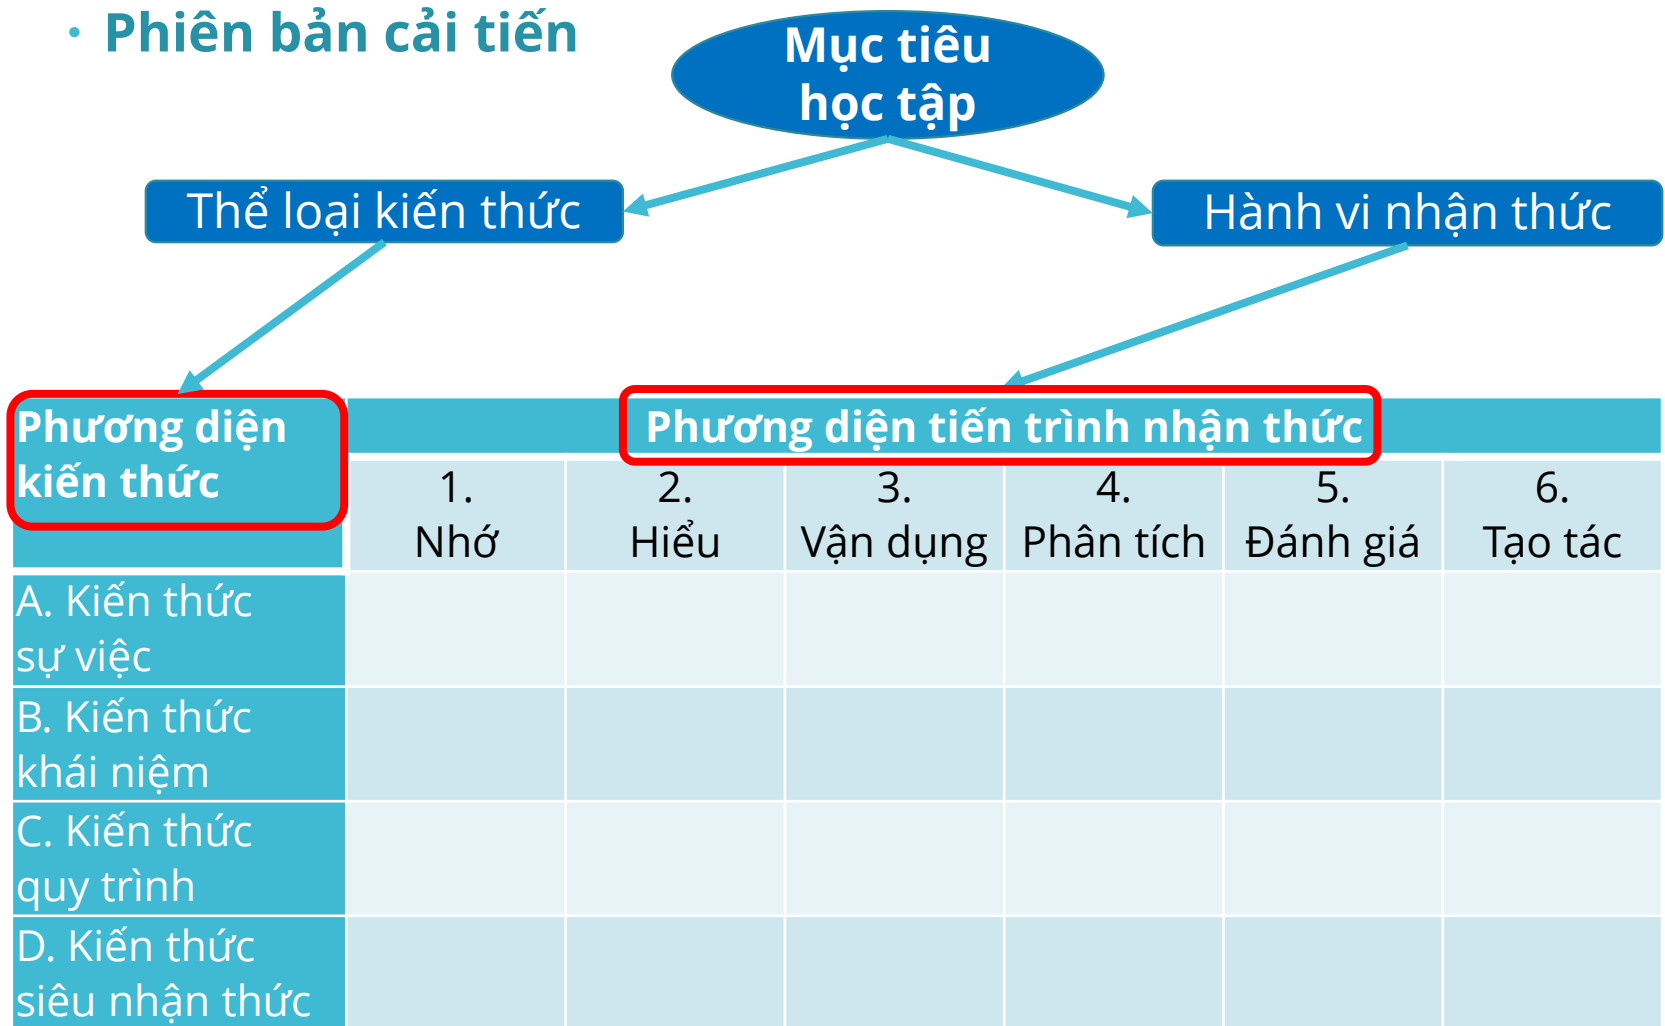 • Phiên bản cải tiến
Mục tiêu
học tập
Thể loại kiến thức
Hành vi nhận thức
Phương diện
kiến thức
Phương diện tiến trình nhận thức
1.
Nhớ
2.
Hiểu
3.
Vận dụng
4.
Phân tích
5.
Đánh giá
6.
Tạo tác
A. Kiến thức
sự việc
B. Kiến thức
khái niệm
C. Kiến thức
quy trình
D. Kiến thức
siêu nhận thức